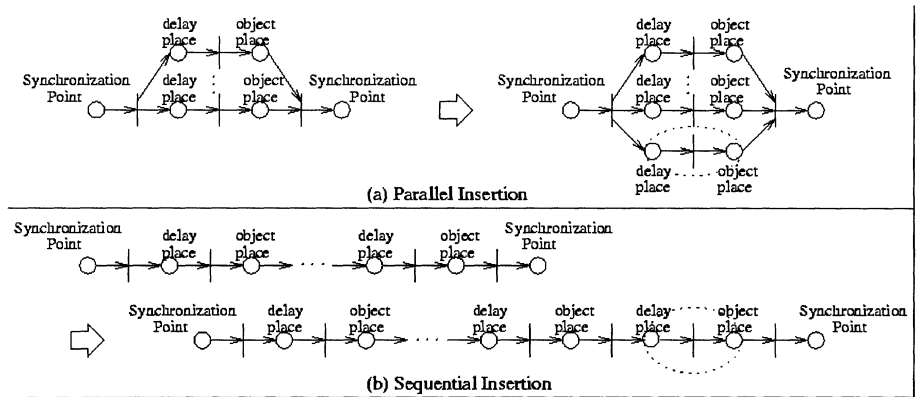 delay
place
object
place
Synchronization
Point
delay
place
object
place
Synchronization
Point
delay
place
object
place
Synchronization
Point
delay
place
object
place
Synchronization
Point
delay
place
object
place
(a) Parallel Insertion
Synchronization
Point
delay
place
object
place
delay
place
object
place
Synchronization
Point
Synchronization
Point
delay
place
object
place
delay
place
object
place
delay
place
object
place
Synchronization
Point
(b) Sequential Insertion